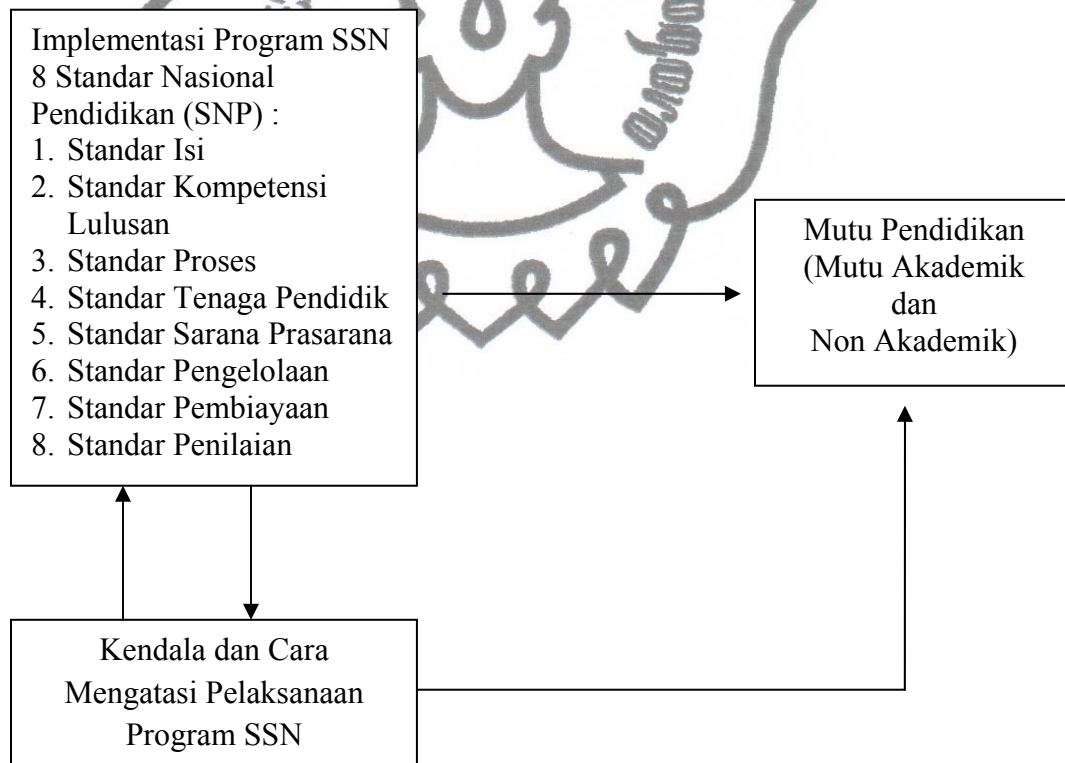 Implementasi Program SSN
8 Standar Nasional
Pendidikan (SNP) :
1. Standar Isi
2. Standar Kompetensi
Lulusan
3. Standar Proses
4. Standar Tenaga Pendidik
5. Standar Sarana Prasarana
6. Standar Pengelolaan
7. Standar Pembiayaan
8. Standar Penilaian
Mutu Pendidikan
(Mutu Akademik
dan
Non Akademik)
Kendala dan Cara
Mengatasi Pelaksanaan
Program SSN